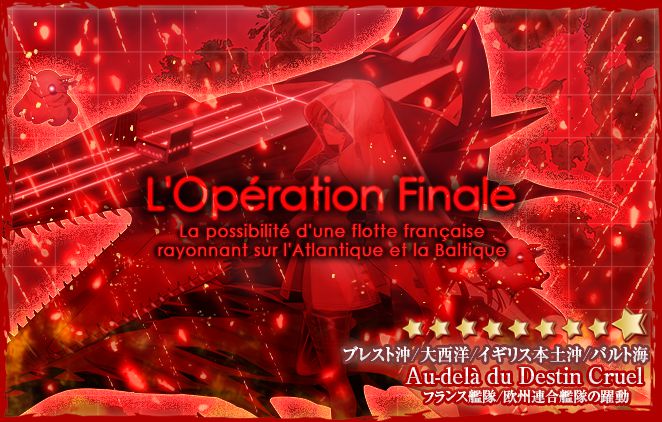 L'Opération Finale
La possibilité d'une flotte française
rayonnant sur l'Atlantique et la Baltique
ブレスト沖/大西洋/イギリス本土沖/バルト海
Au-delà du Destin Cruel
フランス艦隊/欧州連合艦隊の躍動